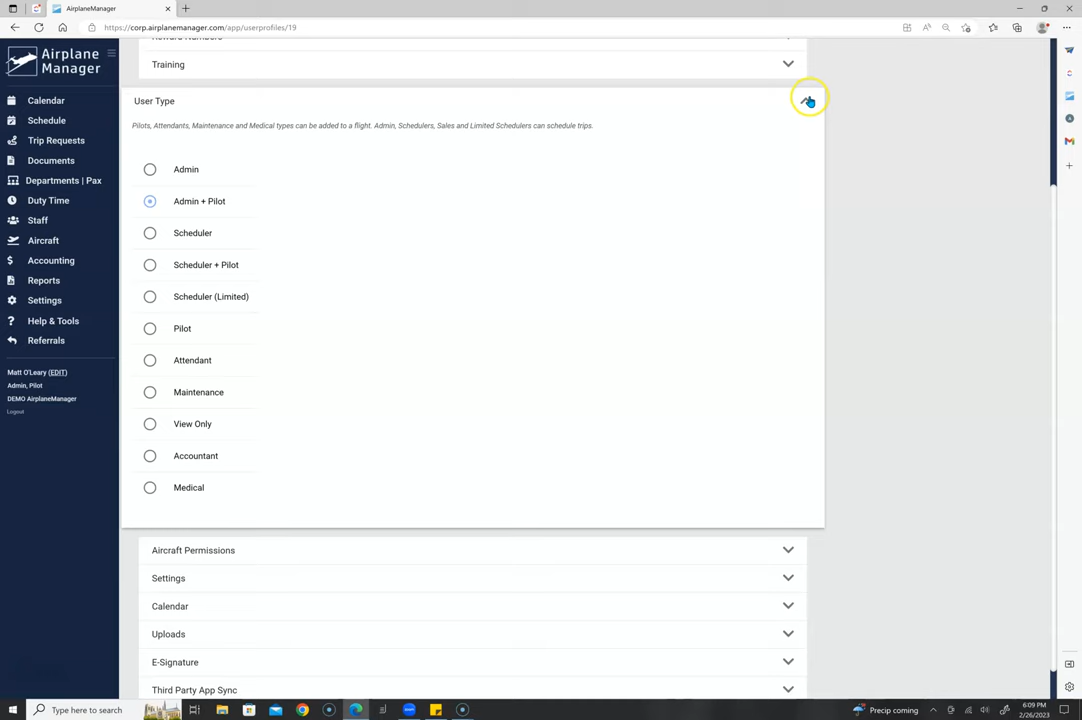 AirplaneManager
https://corp.airplanemanager.com/app/userprofiles/19
Airplane
Manager
Calendar
Schedule
Trip Requests
Documents
Departments | Pax
Duty Time
Staff
Aircraft
Accounting
Reports
Settings
Help & Tools
Referrals
Matt O'Leary (EDIT)
Admin, Pilot
DEMO AirplaneManager
Logout
Training
User Type
Pilots, Attendants, Maintenance and Medical types can be added to a flight. Admin, Schedulers, Sales and Limited Schedulers can schedule trips.
Admin
Admin + Pilot
Scheduler
Scheduler + Pilot
Scheduler (Limited)
Pilot
Attendant
Maintenance
View Only
Accountant
Medical
Aircraft Permissions
Settings
Calendar
Uploads
E-Signature
Third Party App Sync
Type here to search
Precip coming
6:09 PM
2/26/2023